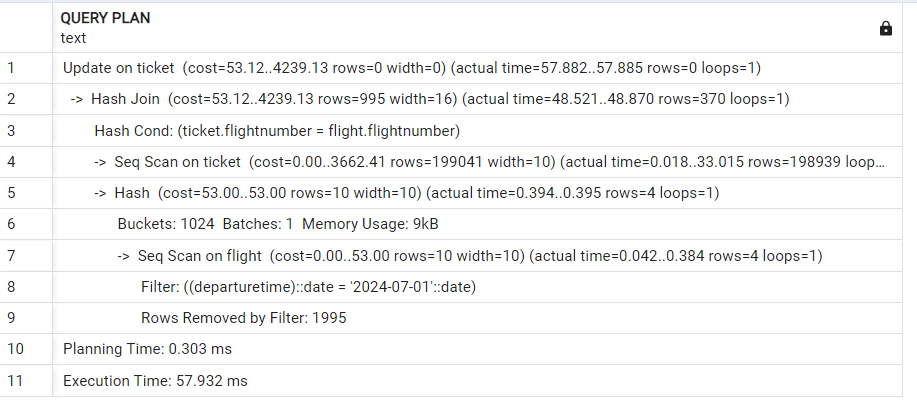 QUERY PLAN
text
1 Update on ticket (cost=53.12..4239.13 rows=0 width=0) (actual time=57.882..57.885 rows=0 loops=1)
2 -> Hash Join (cost=53.12..4239.13 rows=995 width=16) (actual time=48.521..48.870 rows=370 loops=1)
3 Hash Cond: (ticket.flightnumber = flight.flightnumber)
4 -> Seq Scan on ticket (cost=0.00..3662.41 rows=199041 width=10) (actual time=0.018..33.015 rows=198939 loop...
5 -> Hash (cost=53.00..53.00 rows=10 width=10) (actual time=0.394..0.395 rows=4 loops=1)
6 Buckets: 1024 Batches: 1 Memory Usage: 9kB
7 -> Seq Scan on flight (cost=0.00..53.00 rows=10 width=10) (actual time=0.042..0.384 rows=4 loops=1)
8 Filter: ((departuretime)::date = '2024-07-01'::date)
9 Rows Removed by Filter: 1995
10 Planning Time: 0.303 ms
11 Execution Time: 57.932 ms